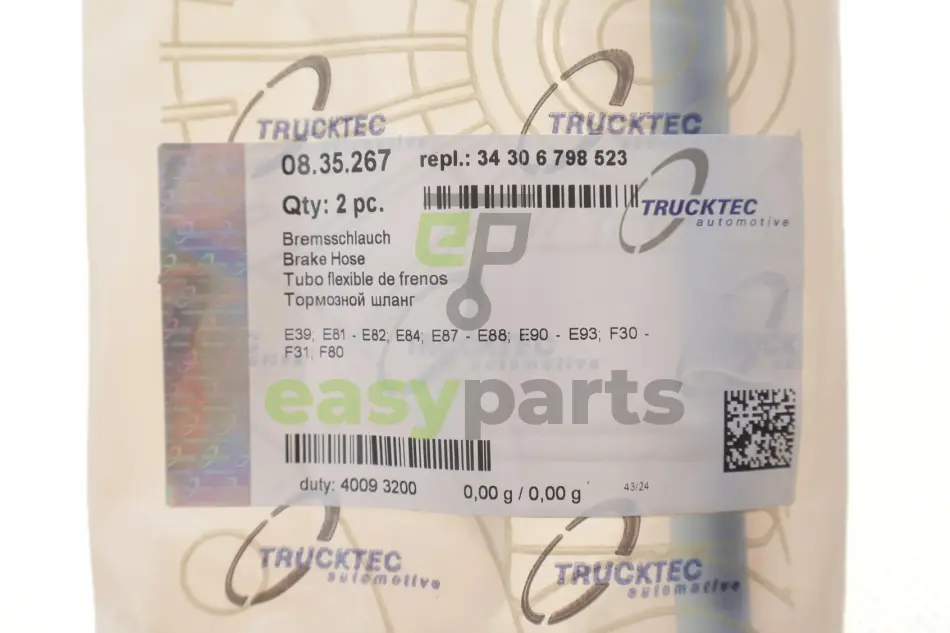 TRUCKTEC
TRUCKTEC
08.35.267 repl.: 34 30 6 798 523
Qty: 2 pc.
TRUCKTEC
automotive
Bremsschlauch
Brake Hose
Tubo flexible de frenos
Тормозной шланг
ep
E39; E81 - E82; E84; E87 - E88; E90 - E93; F30 -
F31; F80
easyparts
duty: 4009 3200 0,00 g / 0,00 g 43/24
TRUCKTEC
automotive
TRUCKTEC
automotive